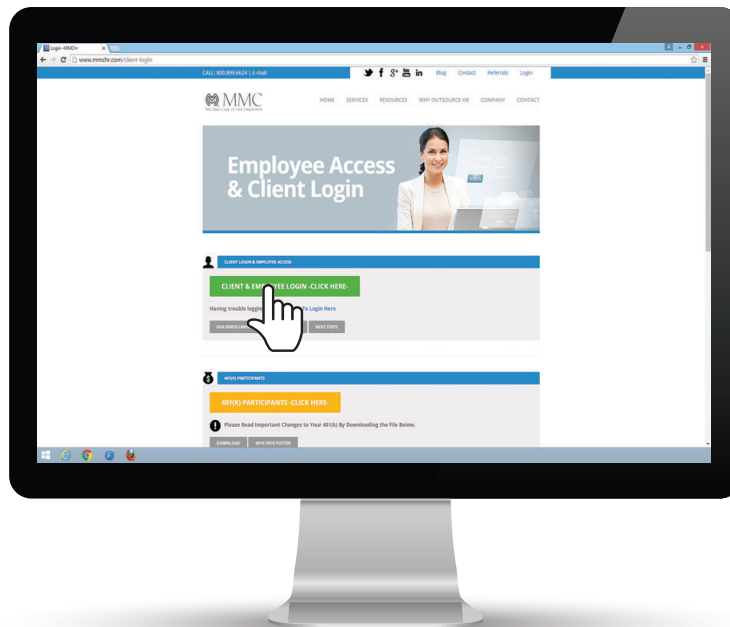 Login -MMChr
www.mmchr.com/client-login
CALL: 800.899.6624 | E-mail
Blog Contact Referrals Login
MMC
HOME SERVICES RESOURCES WHY OUTSOURCE HR COMPANY CONTACT
Employee Access
& Client Login
CLIENT LOGIN & EMPLOYEE ACCESS
CLIENT & EMPLOYEE LOGIN -CLICK HERE-
Having trouble loggin To Login Here
NEXT STEPS
401(K) PARTICIPANTS
401(K) PARTICIPANTS -CLICK HERE-
Please Read Important Changes to Your 401(k) By Downloading the File Below.
DOWNLOAD 401K INFO POSTER